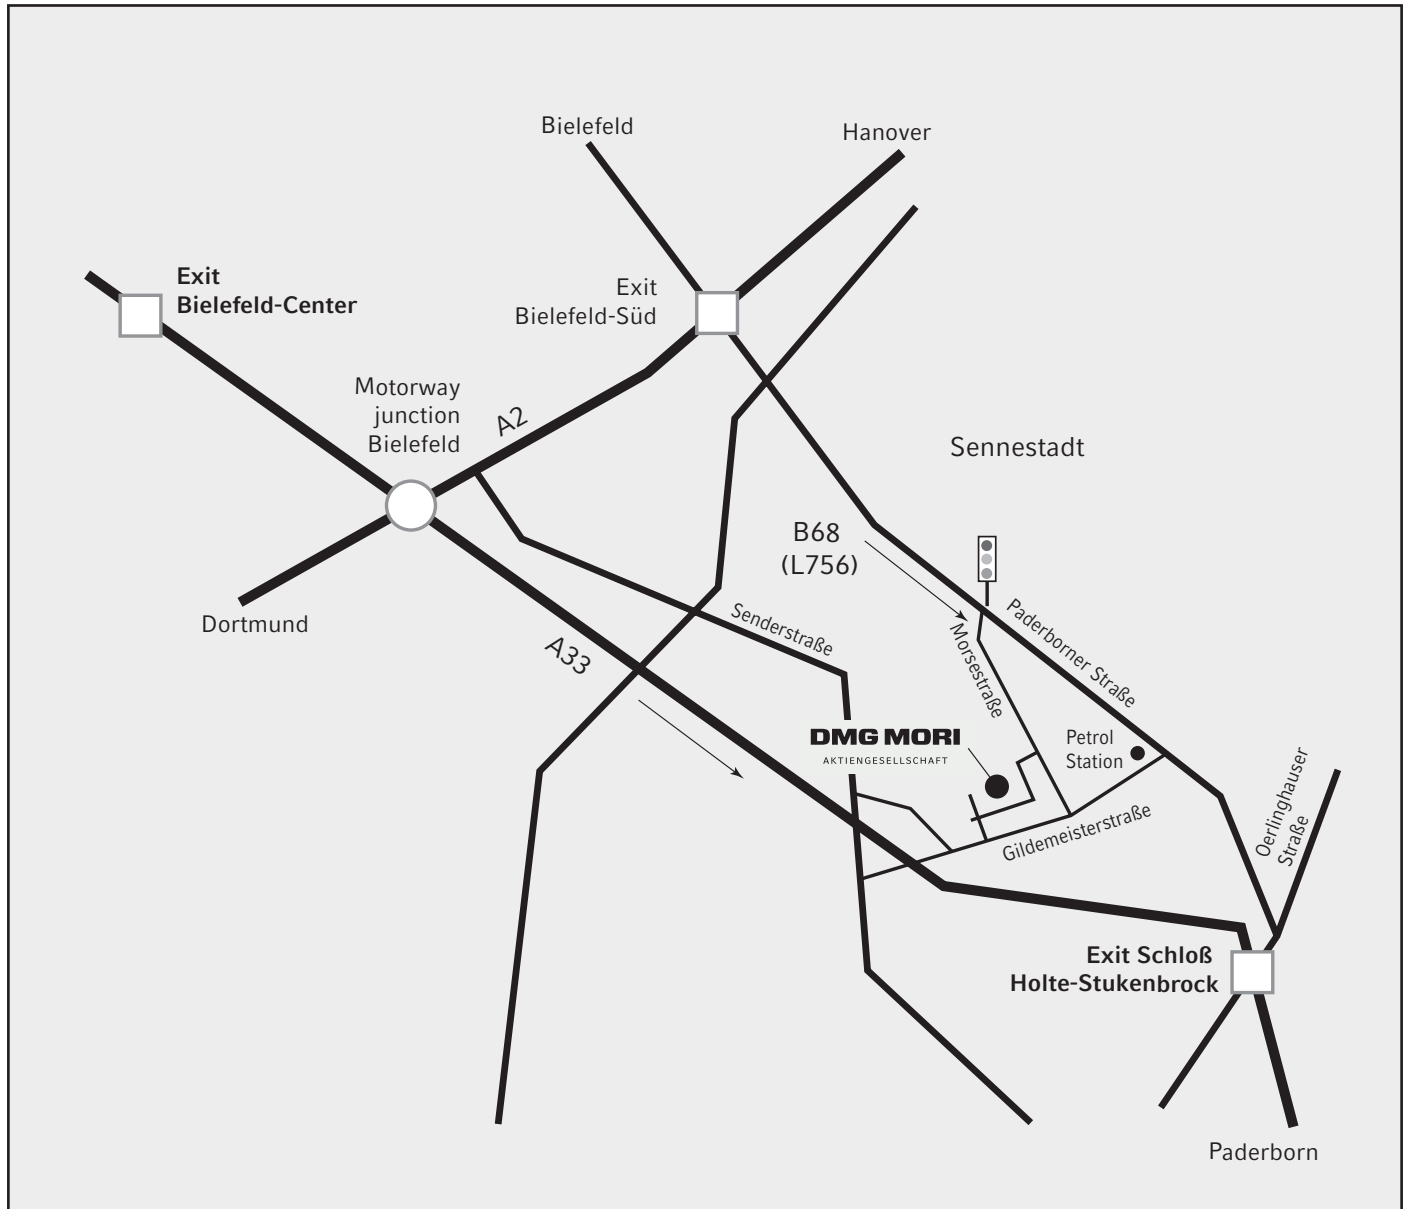 Bielefeld
Hanover
Exit
Bielefeld-Center
Exit
Bielefeld-Süd
Motorway
junction
Bielefeld
A2
Sennestadt
B68
(L756)
Dortmund
A33
Senderstraße
Morsestraße
Paderborner Straße
DMG MORI
AKTIENGESELLSCHAFT
Petrol
Station
Oerlinghauser
Straße
Gildemeisterstraße
Exit Schloß
Holte-Stukenbrock
Paderborn